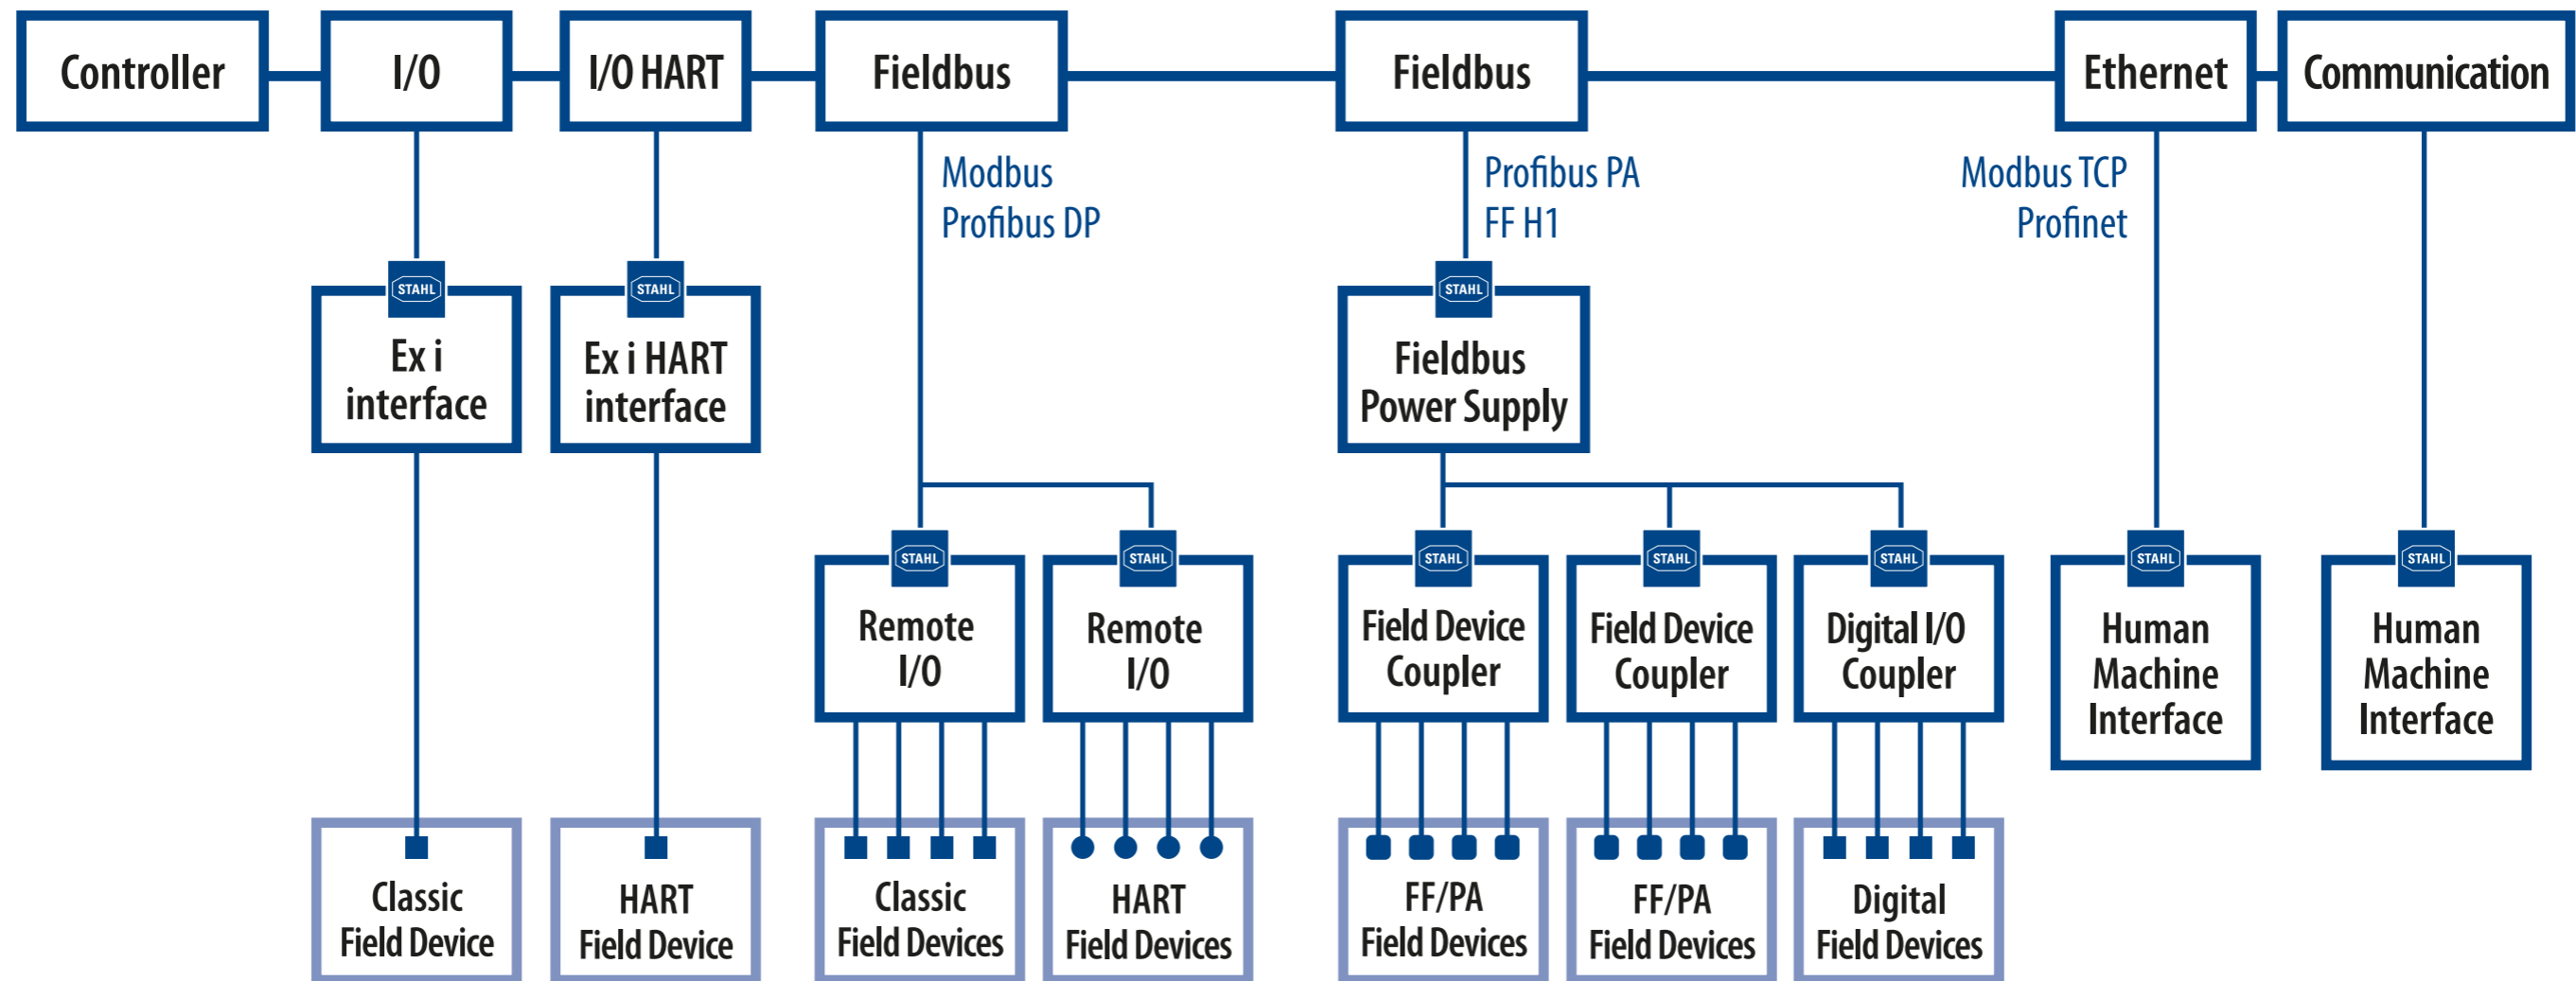 Controller
I/O
I/O HART
Fieldbus
Fieldbus
Ethernet
Communication
Modbus
Profibus DP
Profibus PA
FF H1
Modbus TCP
Profinet
STAHL
Ex i
interface
STAHL
Ex i HART
interface
STAHL
Fieldbus
Power Supply
STAHL
Remote
I/O
STAHL
Remote
I/O
STAHL
Field Device
Coupler
STAHL
Field Device
Coupler
STAHL
Digital I/O
Coupler
STAHL
Human
Machine
Interface
STAHL
Human
Machine
Interface
Classic
Field Device
HART
Field Device
Classic
Field Devices
HART
Field Devices
FF/PA
Field Devices
FF/PA
Field Devices
Digital
Field Devices